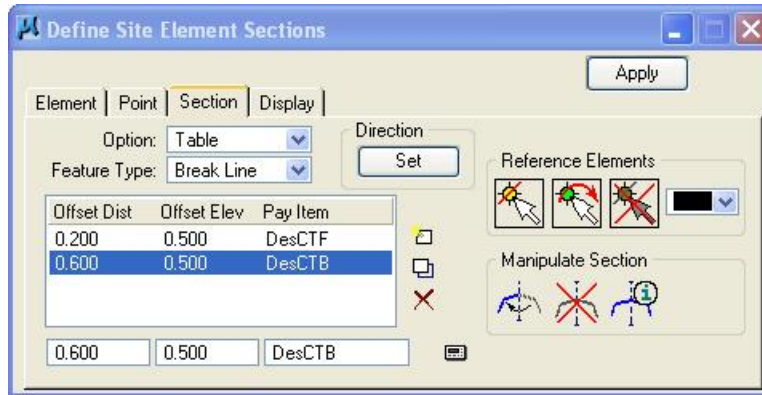 Define Site Element Sections
Apply
Element Point Section Display
Option: Table
Feature Type: Break Line
Direction
Set
Offset Dist Offset Elev Pay Item
0.200 0.500 DesCTF
0.600 0.500 DesCTB
0.600 0.500 DesCTB
Reference Elements
Manipulate Section